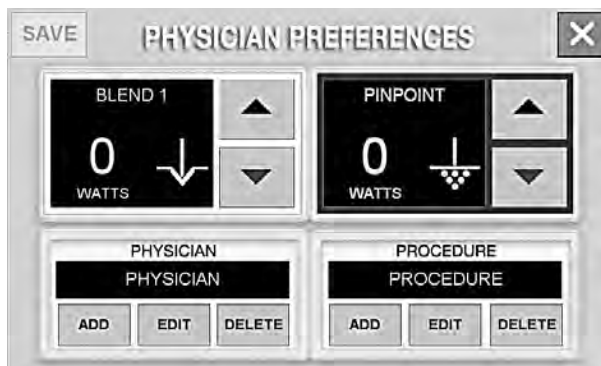 SAVE
PHYSICIAN PREFERENCES
BLEND 1
0
WATTS
PINPOINT
0
WATTS
PHYSICIAN
PHYSICIAN
ADD EDIT DELETE
PROCEDURE
PROCEDURE
ADD EDIT DELETE